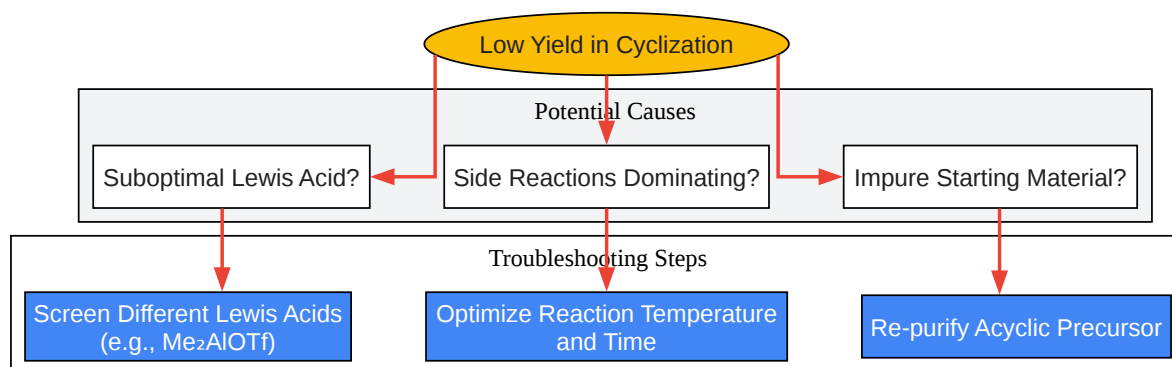 Low Yield in Cyclization
Potential Causes
Suboptimal Lewis Acid?
Side Reactions Dominating?
Impure Starting Material?
Troubleshooting Steps
Screen Different Lewis Acids
(e.g., Me₂AlOTf)
Optimize Reaction Temperature
and Time
Re-purify Acyclic Precursor